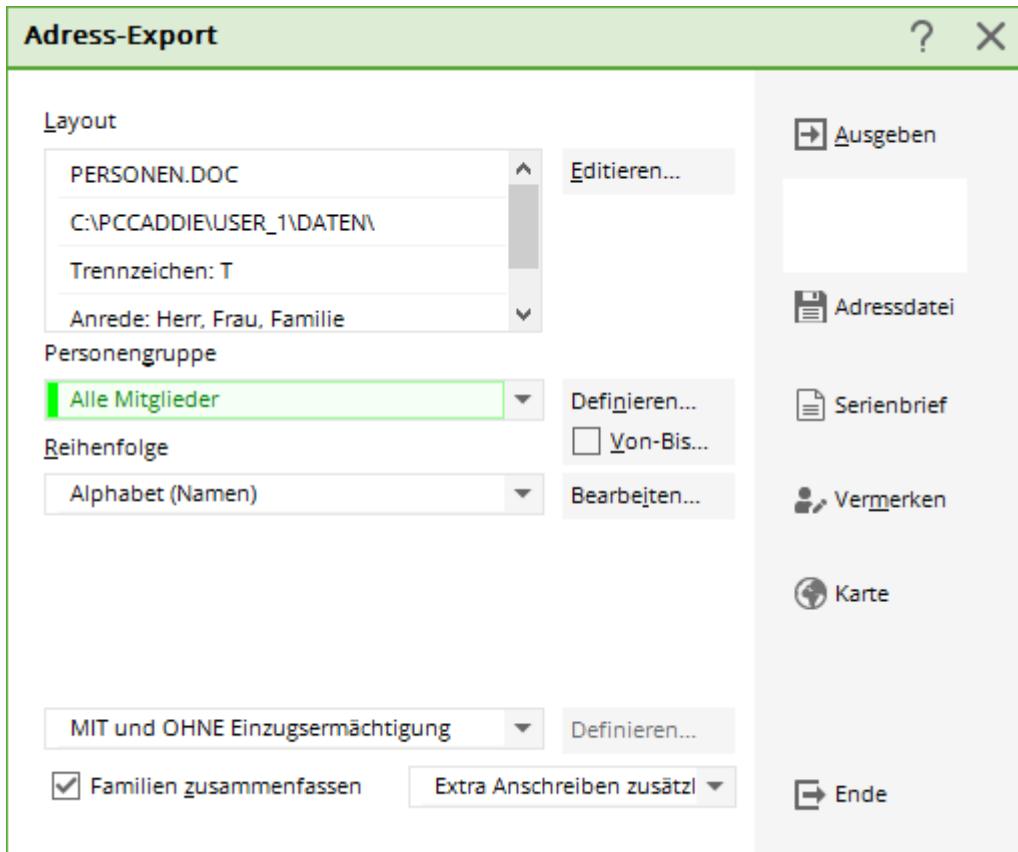 Adress-Export
?
Layout
PERSONEN.DOC
C:\PCCADDIE\USER_1\DATEN\
Trennzeichen: T
Anrede: Herr, Frau, Familie
Editieren...
Personengruppe
Alle Mitglieder
Definieren...
Von-Bis...
Reihenfolge
Alphabet (Namen)
Bearbeiten...
MIT und OHNE Einzugsermächtigung
Definieren...
Familien zusammenfassen
Extra Anschreiben zusätzl
Ausgeben
Adressdatei
Serienbrief
Vermerken
Karte
Ende